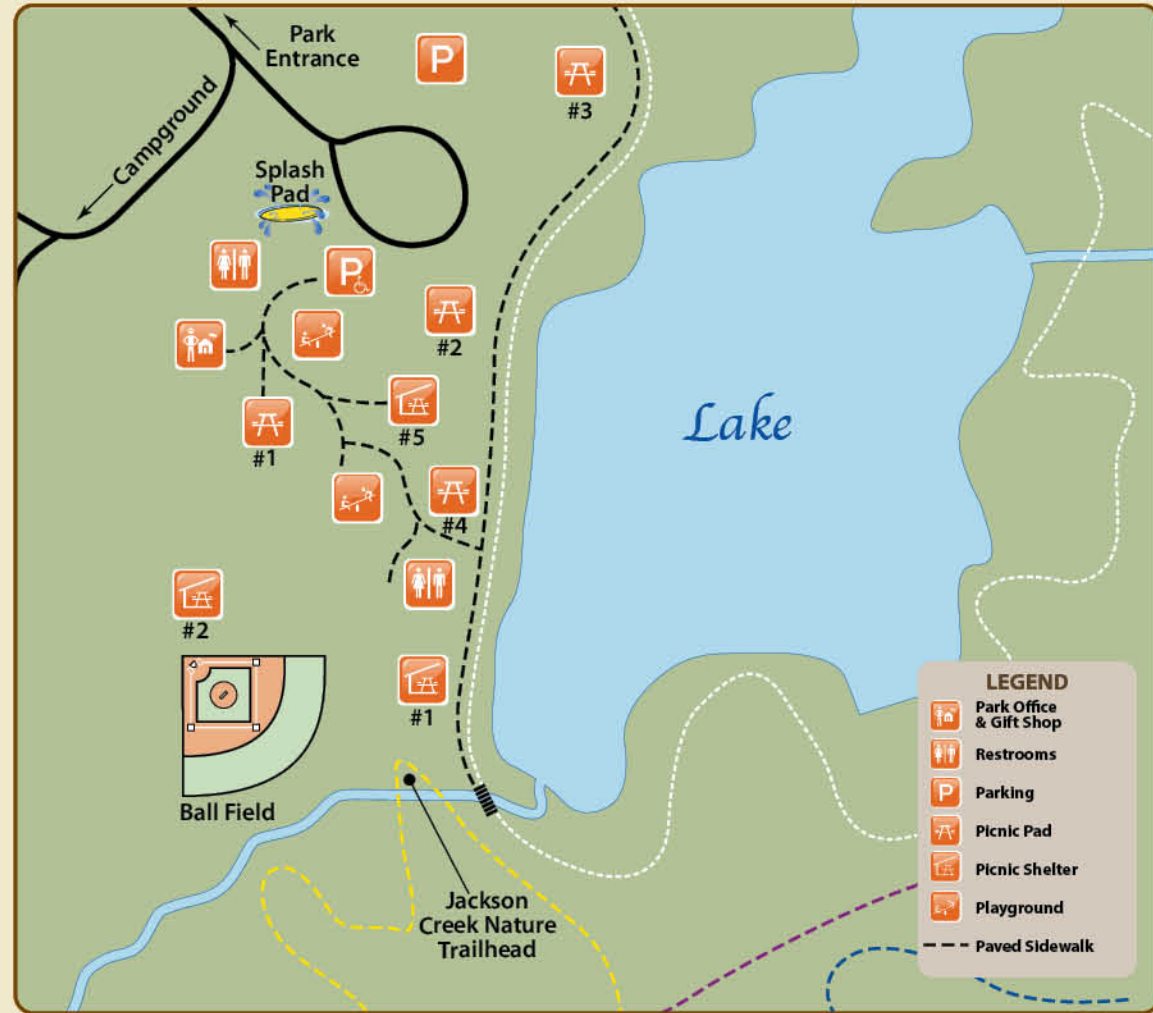 Park
Entrance
P
#3
Campground
Splash
Pad
P
#2
#5
#1
#4
#2
#1
Lake
Ball Field
Jackson
Creek Nature
Trailhead
LEGEND
Park Office
& Gift Shop
Restrooms
P Parking
Picnic Pad
Picnic Shelter
Playground
Paved Sidewalk